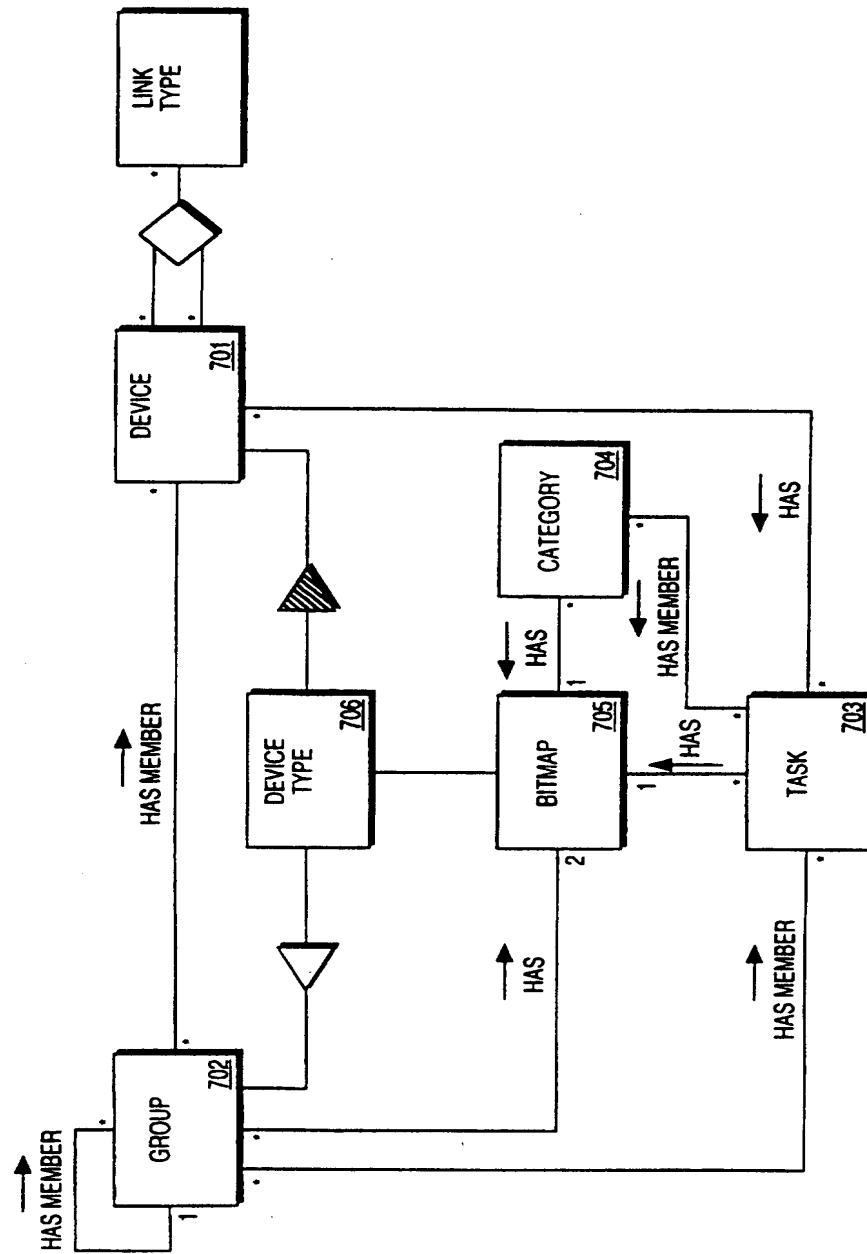 HAS MEMBER
1
*
GROUP
702
*
*
*
HAS MEMBER
*
DEVICE
701
*
*
*
*
LINK
TYPE
DEVICE
TYPE
706
HAS
2
BITMAP
705
1
HAS
*
CATEGORY
704
*
HAS MEMBER
*
1
HAS
*
HAS MEMBER
*
TASK
703
*
HAS